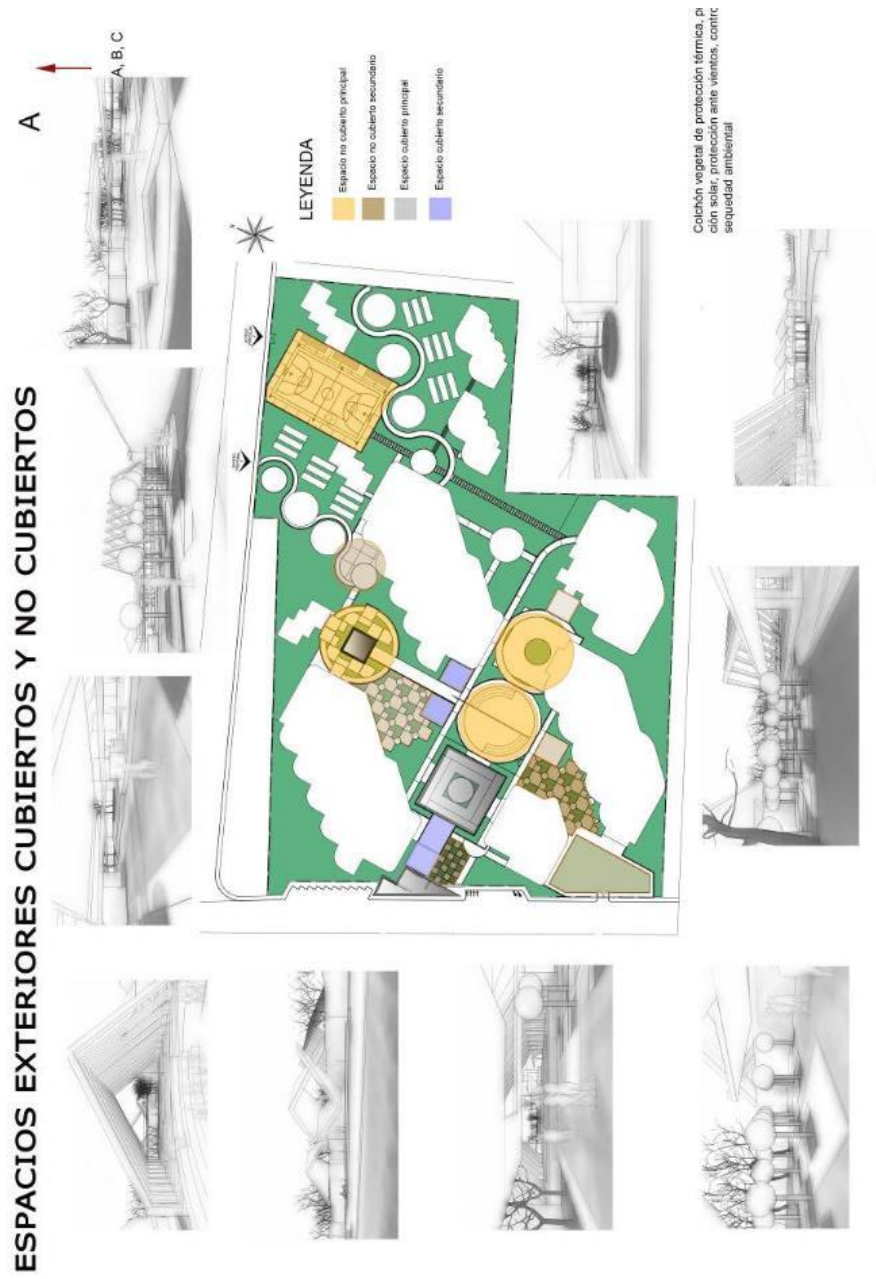 ESPACIOS EXTERIORES CUBIERTOS Y NO CUBIERTOS
A
A, B, C
LEYENDA
Espacio no cubierto principal
Espacio no cubierto secundario
Espacio cubierto principal
Espacio cubierto secundario
Colchón vegetal de protección térmica,
ción solar, protección ante vientos, contro
sequedad ambiental